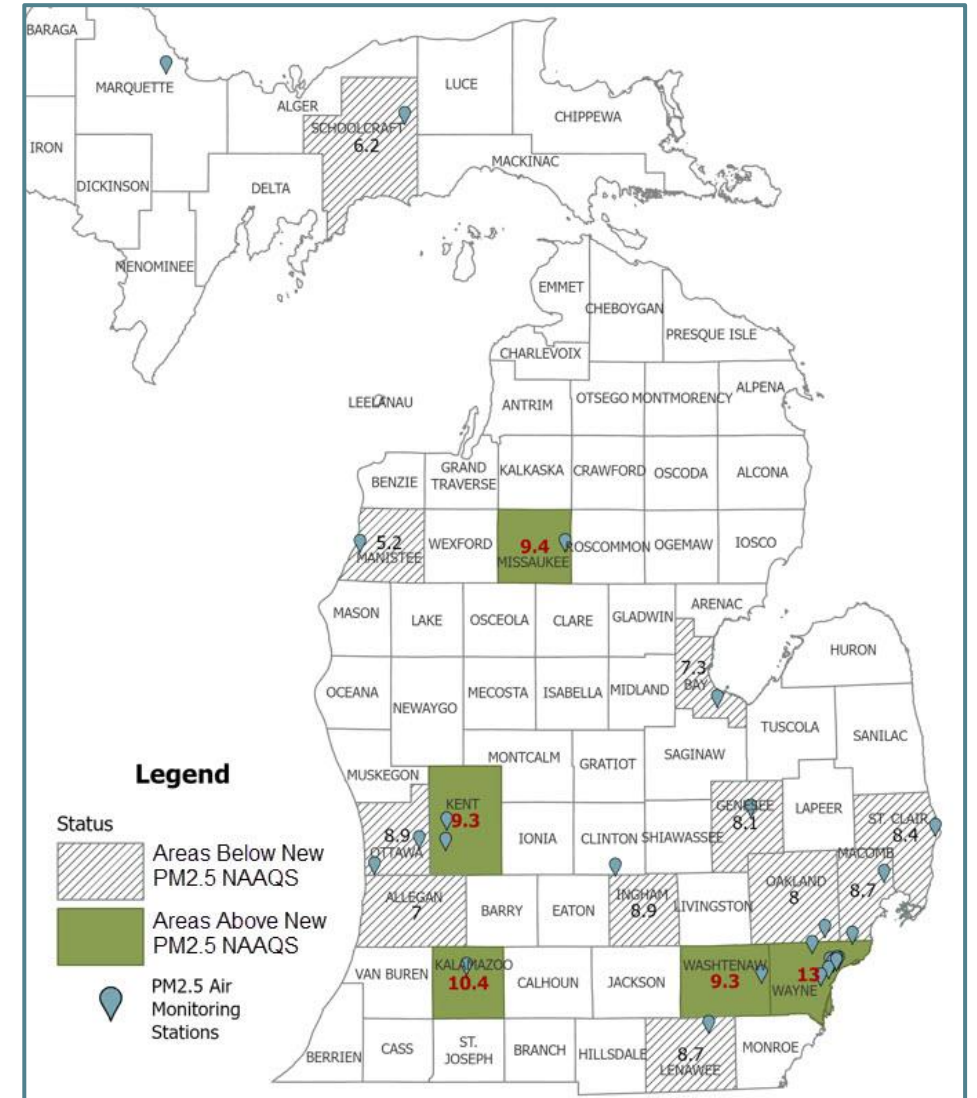 BARAGA
MARQUETTE
LUCE
ALGER
CHIPPEWA
SCHOOLCRAFT
6.2
IRON
MACKINAC
DICKINSON
DELTA
MENOMINEE
EMMET
CHEBOYGAN
PRESQUE ISLE
CHARLEVOIX
LEELANAU
ANTRIM
OTSEGO
MONTMORENCY
ALPENA
BENZIE
GRAND
TRAVERSE
KALKASKA
CRAWFORD
OSCODA
ALCONA
5.2
MANISTEE
WEXFORD
9.4
MISSAUKEE
ROSCOMMON
OGEMAW
IOSCO
MASON
LAKE
OSCEOLA
CLARE
GLADWIN
ARENAC
HURON
7.3
BAY
OCEANA
NEWAYGO
MECOSTA
ISABELLA
MIDLAND
TUSCOLA
SANILAC
MUSKEGON
MONTCALM
GRATIOT
SAGINAW
KENT
9.3
8.9
OTTAWA
IONIA
CLINTON
SHIAWASSEE
GENESEE
8.1
LAPEER
ST. CLAIR
8.4
MACOMB
8.7
OAKLAND
8
ALLEGAN
7
BARRY
EATON
INGHAM
8.9
LIVINGSTON
VAN BUREN
KALAMAZOO
10.4
CALHOUN
JACKSON
WASHTENAW
9.3
13
WAYNE
BERRIEN
CASS
ST.
JOSEPH
BRANCH
HILLSDALE
8.7
LENAWEE
MONROE
Legend
Status
Areas Below New
PM2.5 NAAQS
Areas Above New
PM2.5 NAAQS
PM2.5 Air
Monitoring
Stations